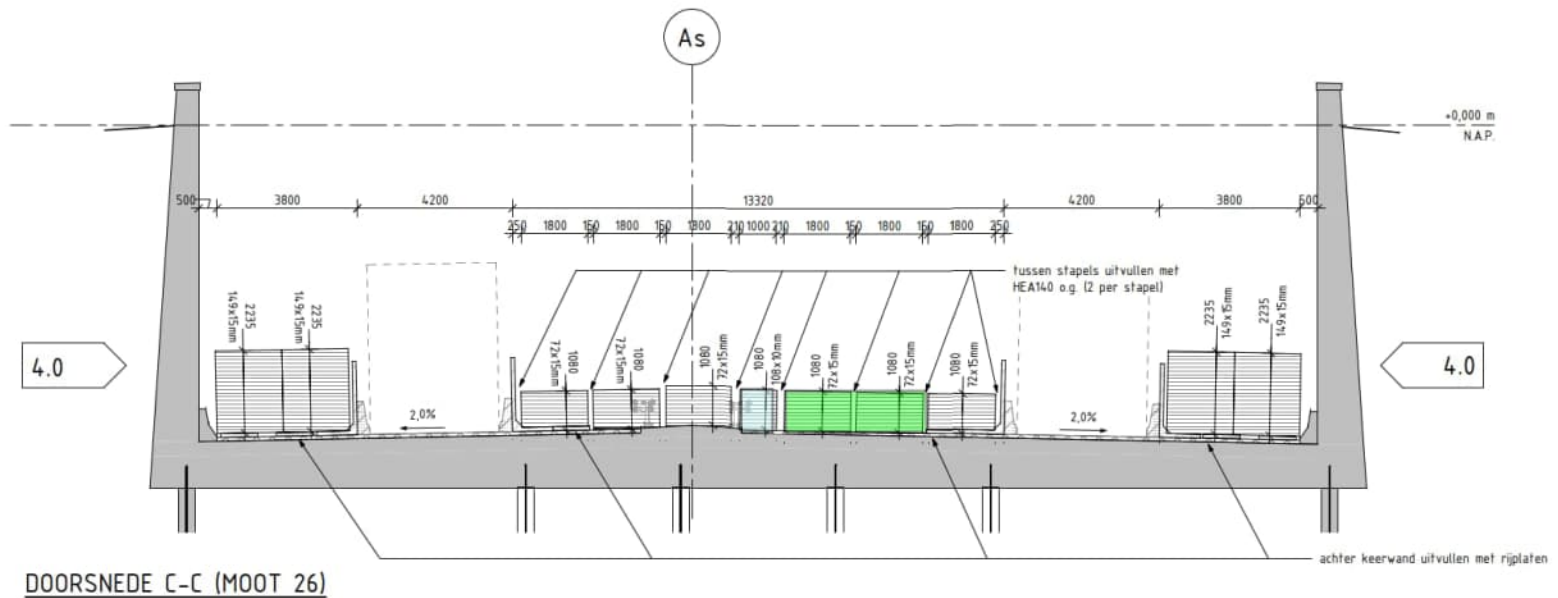 As
+0,000 m
N.A.P.
500
3800
4200
13320
4200
3800
500
250
1800
150
1800
150
1800
210
1000
210
1800
150
1800
150
1800
250
tussen stapels uitvullen met
HEA140 o.g. (2 per stapel)
149x15mm
2235
149x15mm
2235
72x15mm
1080
72x15mm
1080
1080
72x15mm
1080
108x10mm
1080
72x15mm
1080
72x15mm
1080
72x15mm
2235
149x15mm
2235
149x15mm
4.0
4.0
2,0%
2,0%
achter keerwand uitvullen met rijplaten
DOORSNEDE C-C (MOOT 26)